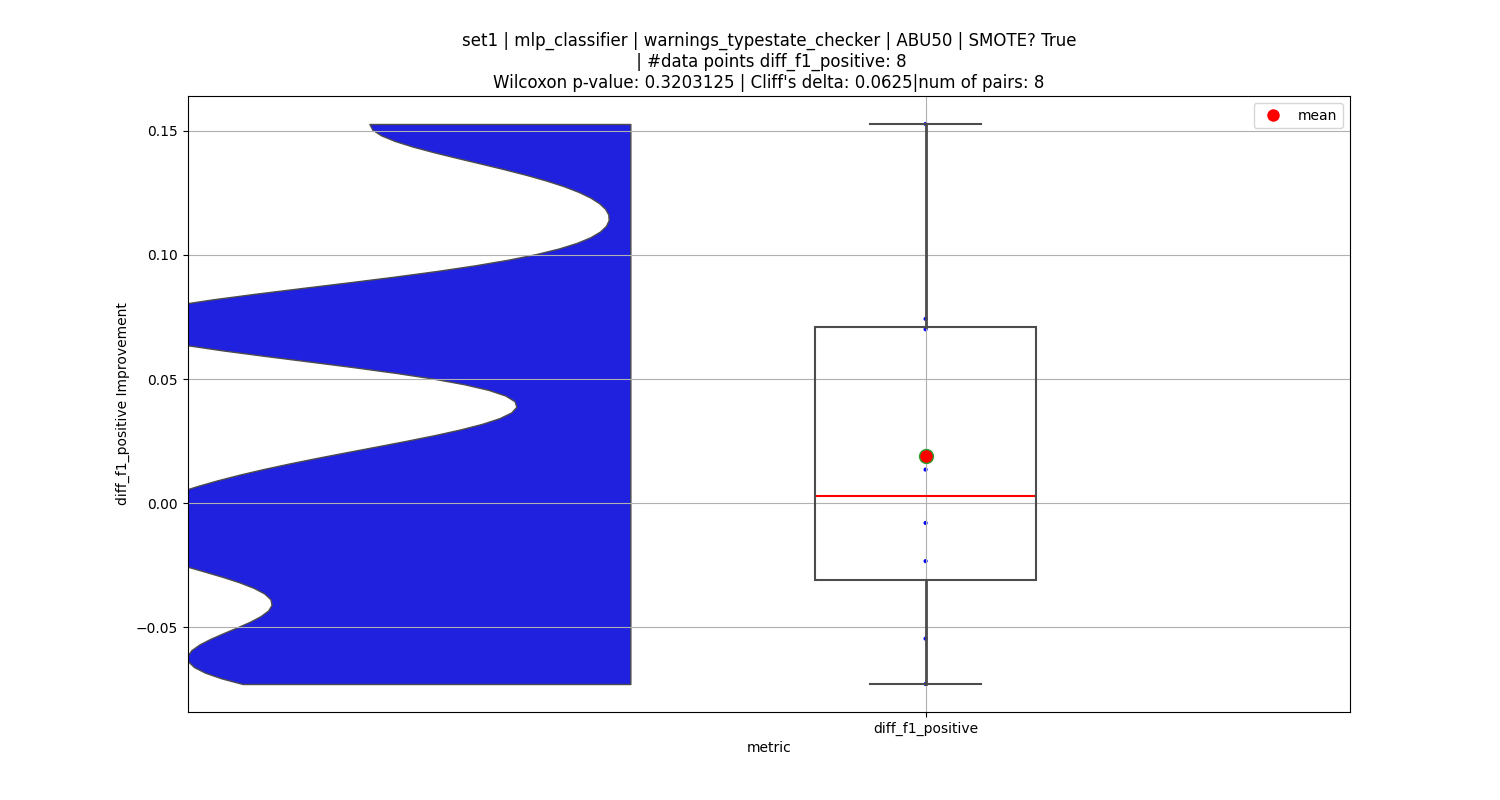 set1 | mlp_classifier | warnings_typestate_checker | ABU50 | SMOTE? True
| #data points diff_f1_positive: 8
Wilcoxon p-value: 0.3203125 | Cliff's delta: 0.0625|num of pairs: 8
mean
0.15
0.10
0.05
0.00
−0.05
diff_f1_positive Improvement
diff_f1_positive
metric